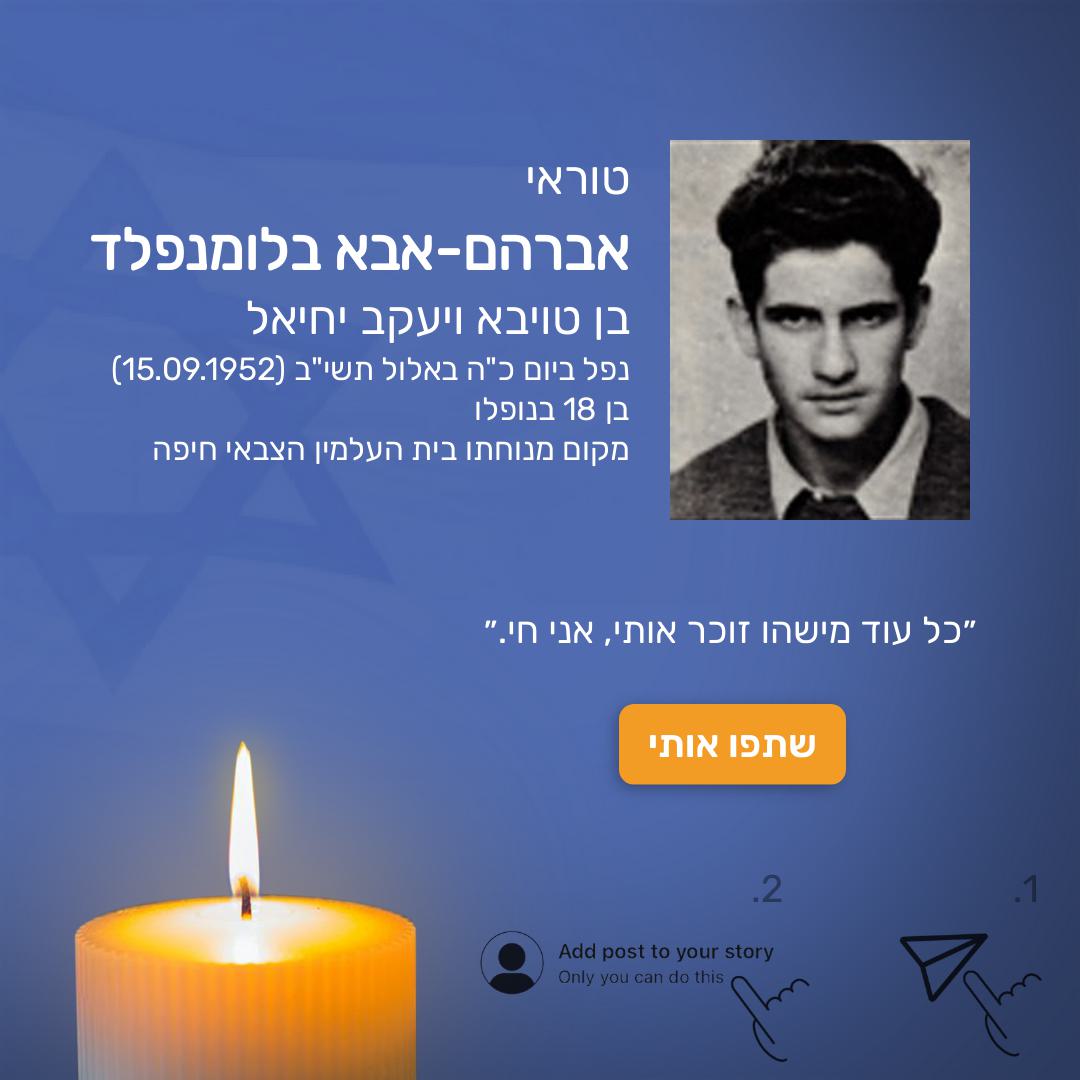 טוראי
אברהם-אבא בלומנפלד
בן טויבא ויעקב יחיאל
נפל ביום כ"ה באלול תשי"ב (15.09.1952)
בן 18 בנופלו
מקום מנוחתו בית העלמין הצבאי חיפה
״כל עוד מישהו זוכר אותי, אני חי.״
שתפו אותי
.1
.2
Add post to your story
Only you can do this